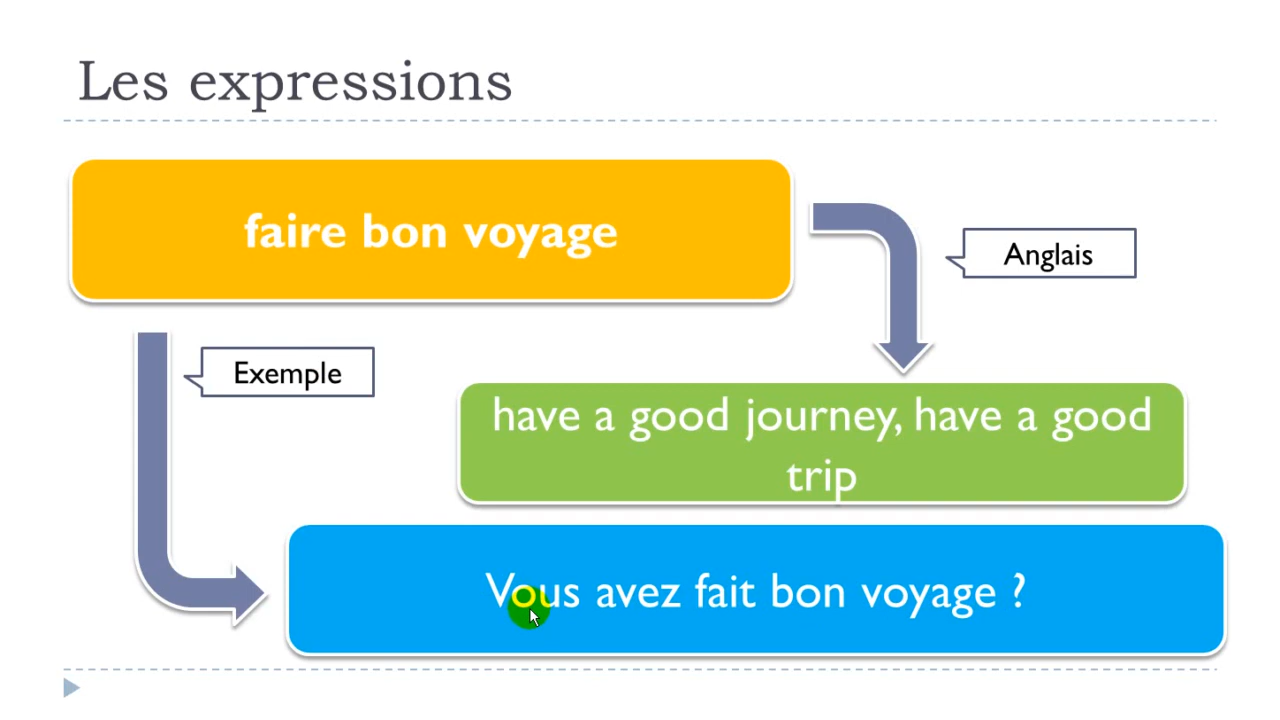 Les expressions
faire bon voyage
Anglais
Exemple
have a good journey, have a good
trip
Vous avez fait bon voyage ?